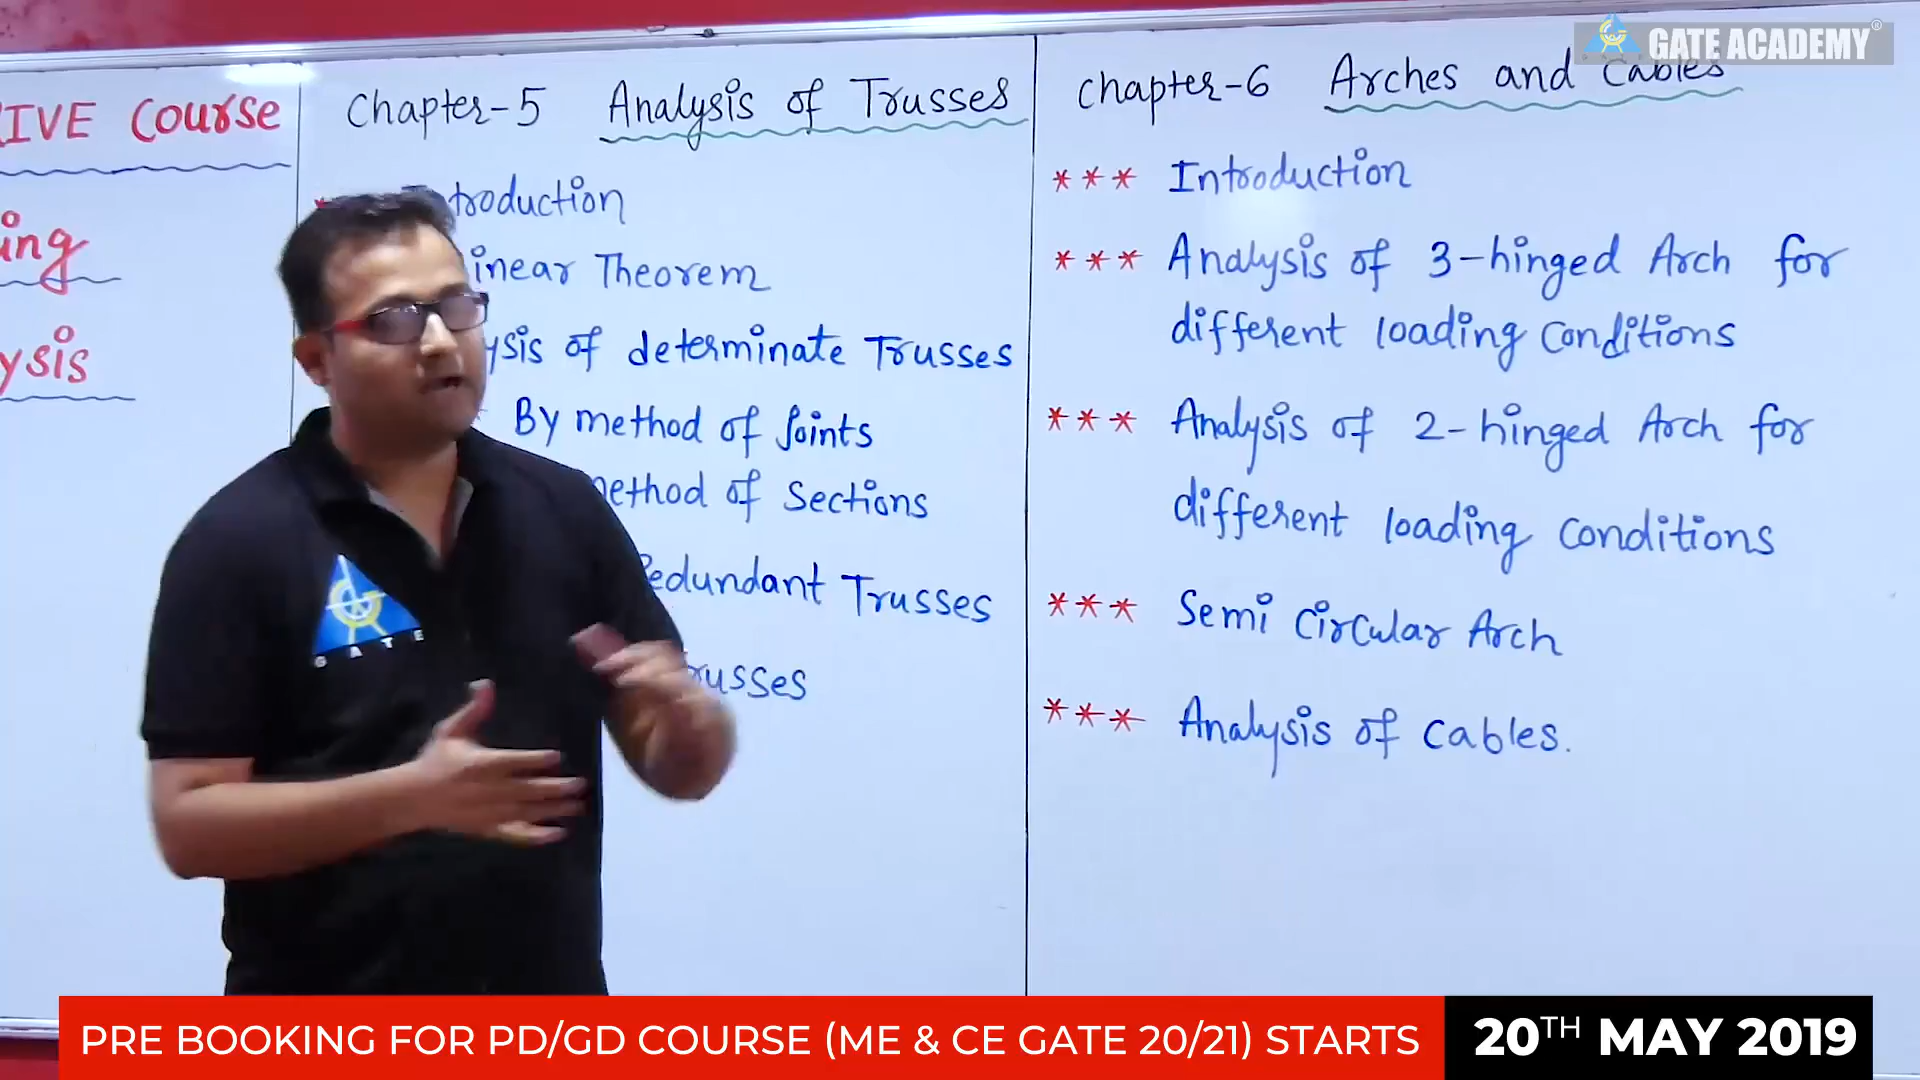 IVE Course
ing
ysis
Chapter-5 Analysis of Trusses
troduction
inear Theorem
ysis of determinate Trusses
By method of Joints
ethod of Sections
Redundant Trusses
russes
Chapter-6 Arches and Cables
*** Introduction
*** Analysis of 3-hinged Arch for
different loading Conditions
*** Analysis of 2-hinged Arch for
different loading Conditions
*** Semi Circular Arch
*** Analysis of Cables.
GATE ACADEMY®
GATE
PRE BOOKING FOR PD/GD COURSE (ME & CE GATE 20/21) STARTS
20TH MAY 2019